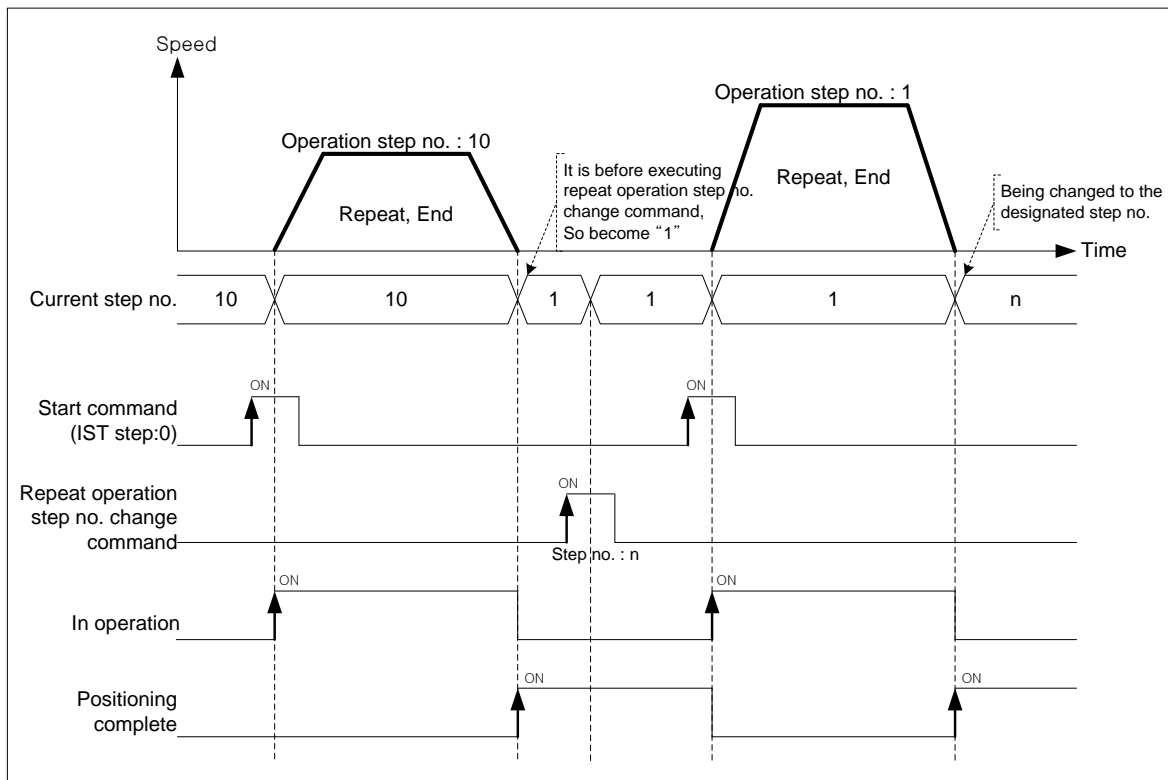 Speed
Operation step no. : 1
Operation step no. : 10
It is before executing
repeat operation step no.
change command,
So become “1”
Repeat, End
Repeat, End
Being changed to the
designated step no.
Time
Current step no.
10
10
1
1
1
n
ON
ON
Start command
(IST step:0)
Repeat operation
step no. change
command
ON
Step no. : n
ON
ON
In operation
ON
ON
Positioning
complete